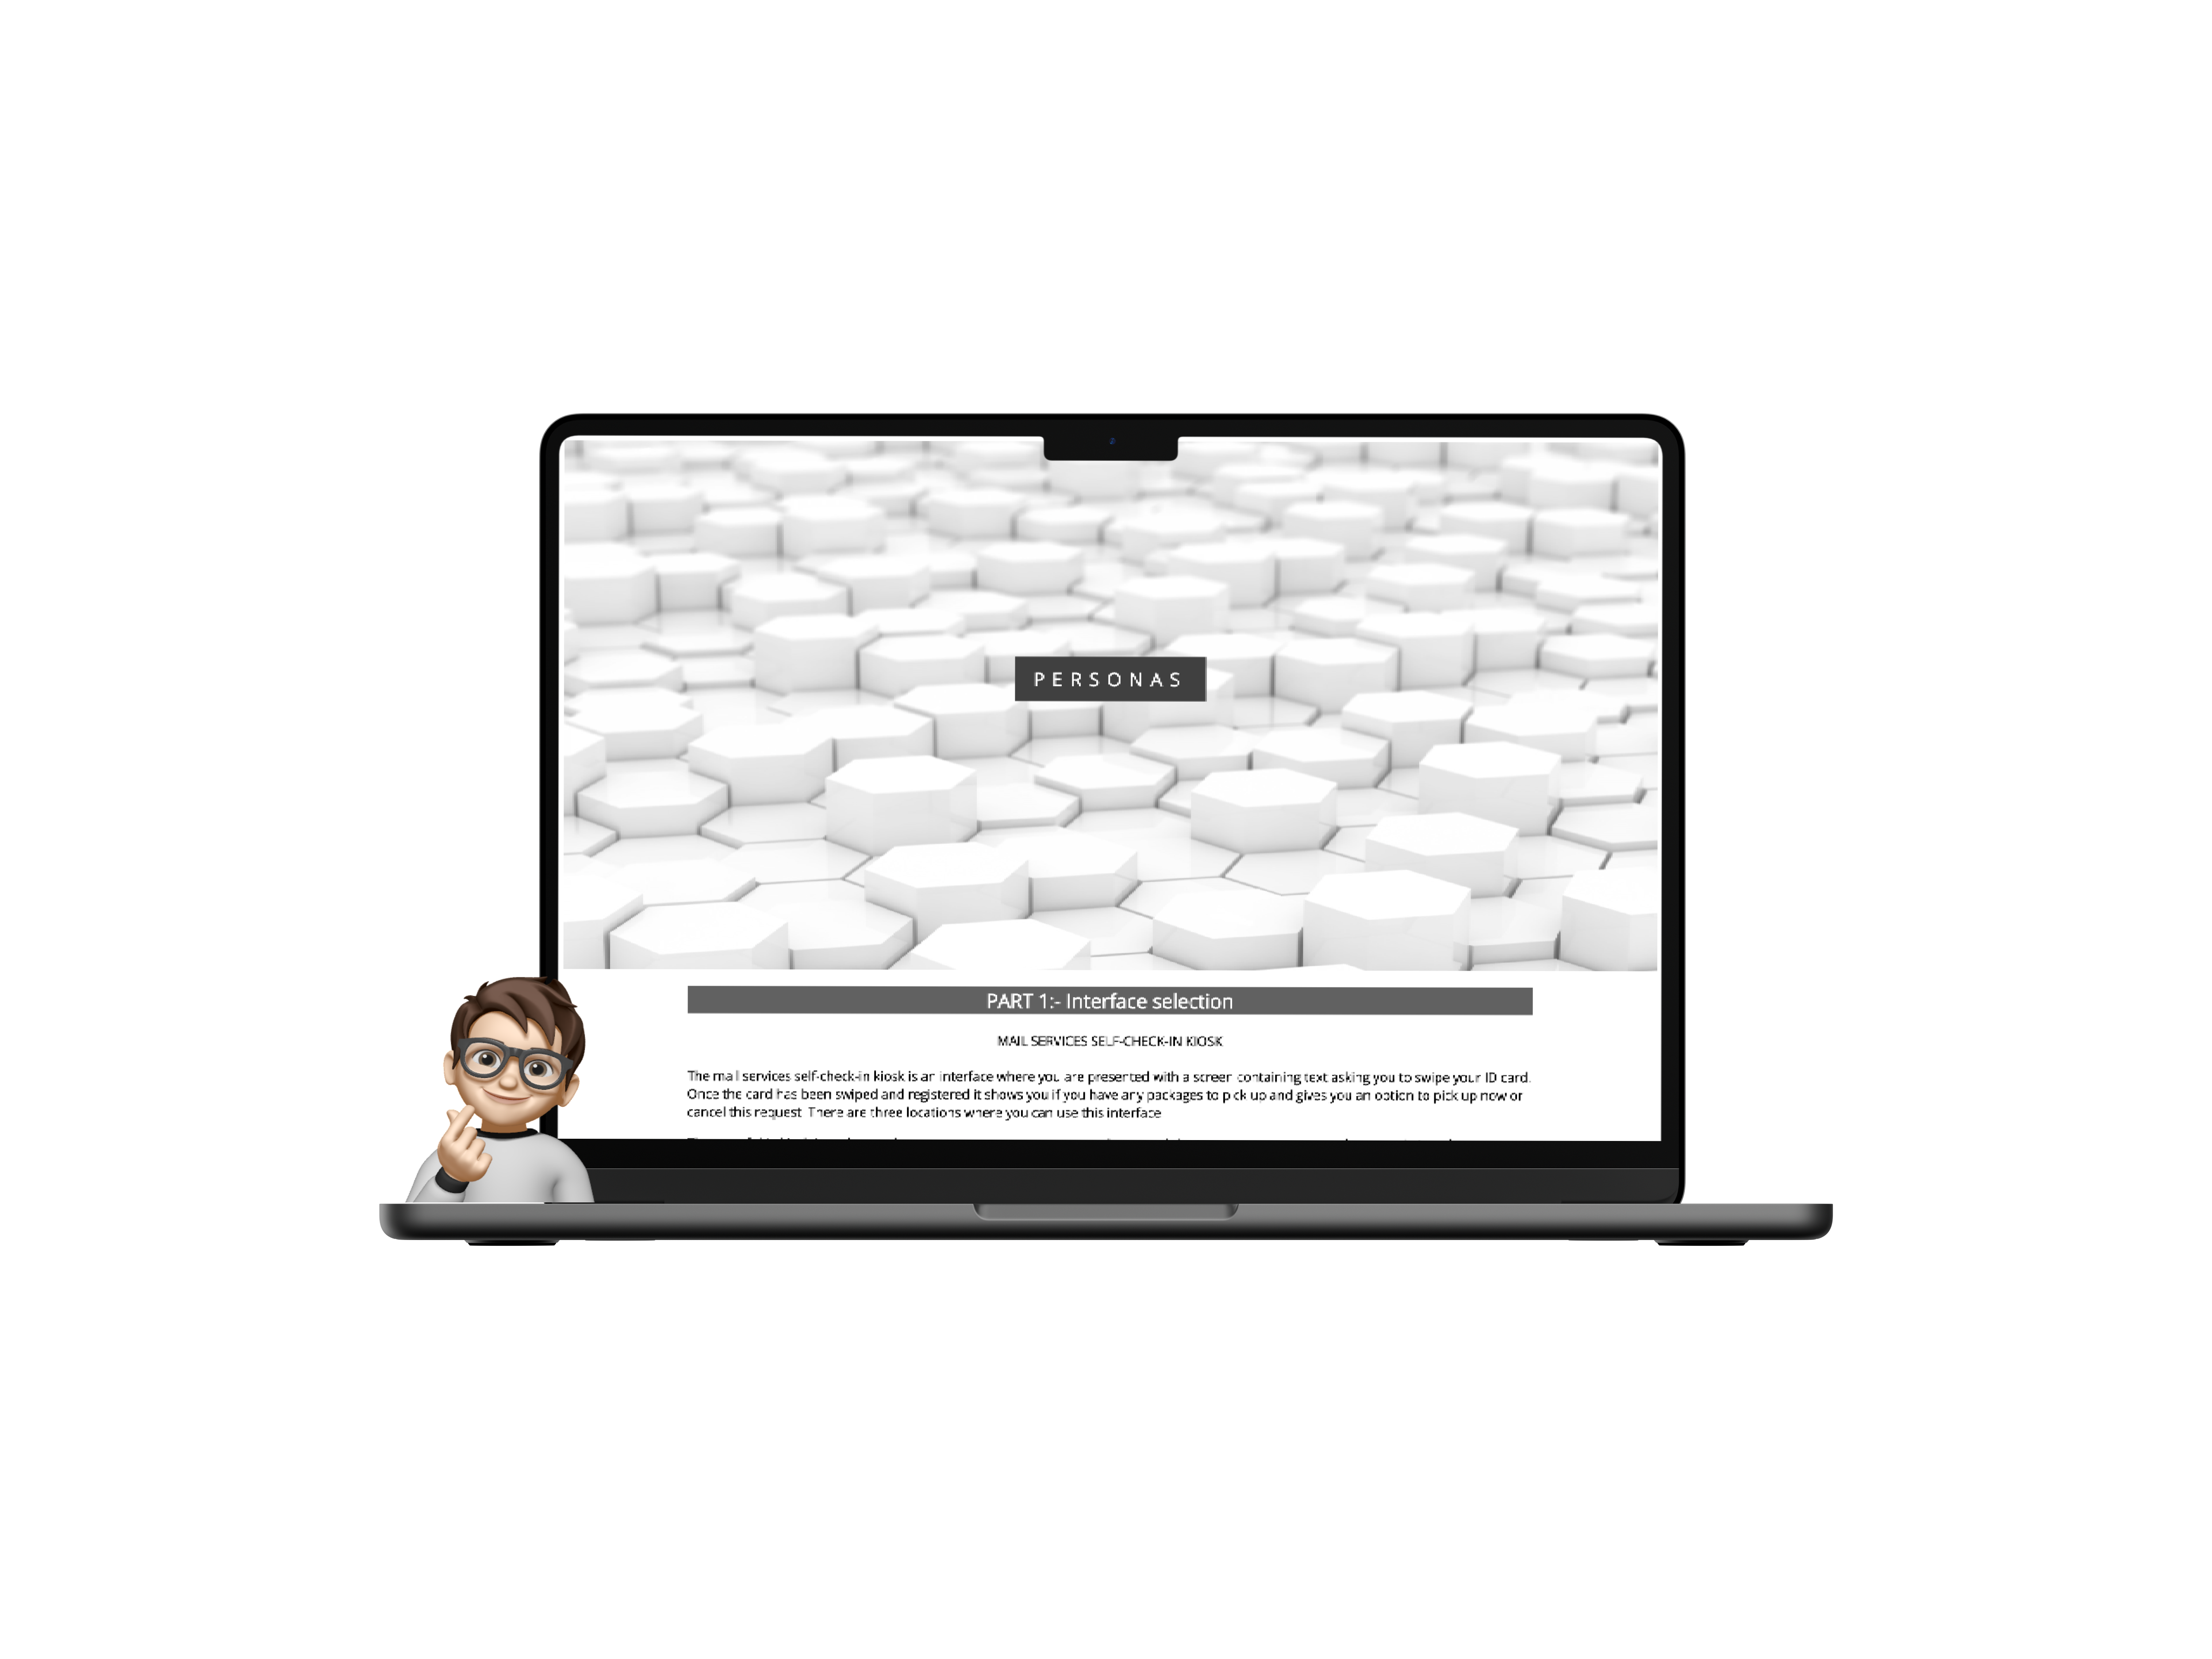 PERSONAS
PART 1:- Interface selection
MAIL SERVICES SELF-CHECK-IN KIOSK
The mail services self-check-in kiosk is an interface where you are presented with a screen containing text asking you to swipe your ID card.
Once the card has been swiped and registered it shows you if you have any packages to pick up and gives you an option to pick up now or
cancel this request. There are three locations where you can use this interface